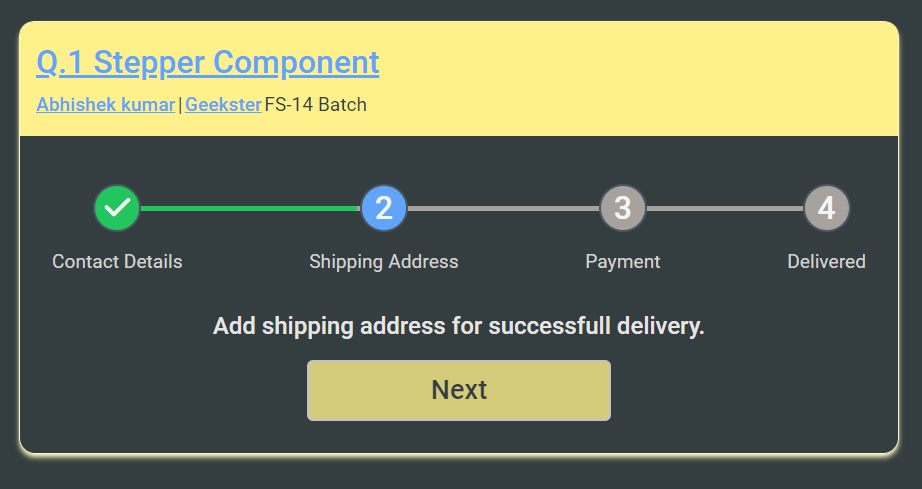 Q.1 Stepper Component
Abhishek kumar|Geekster FS-14 Batch
2 3 4
Contact Details Shipping Address Payment Delivered
Add shipping address for successfull delivery.
Next